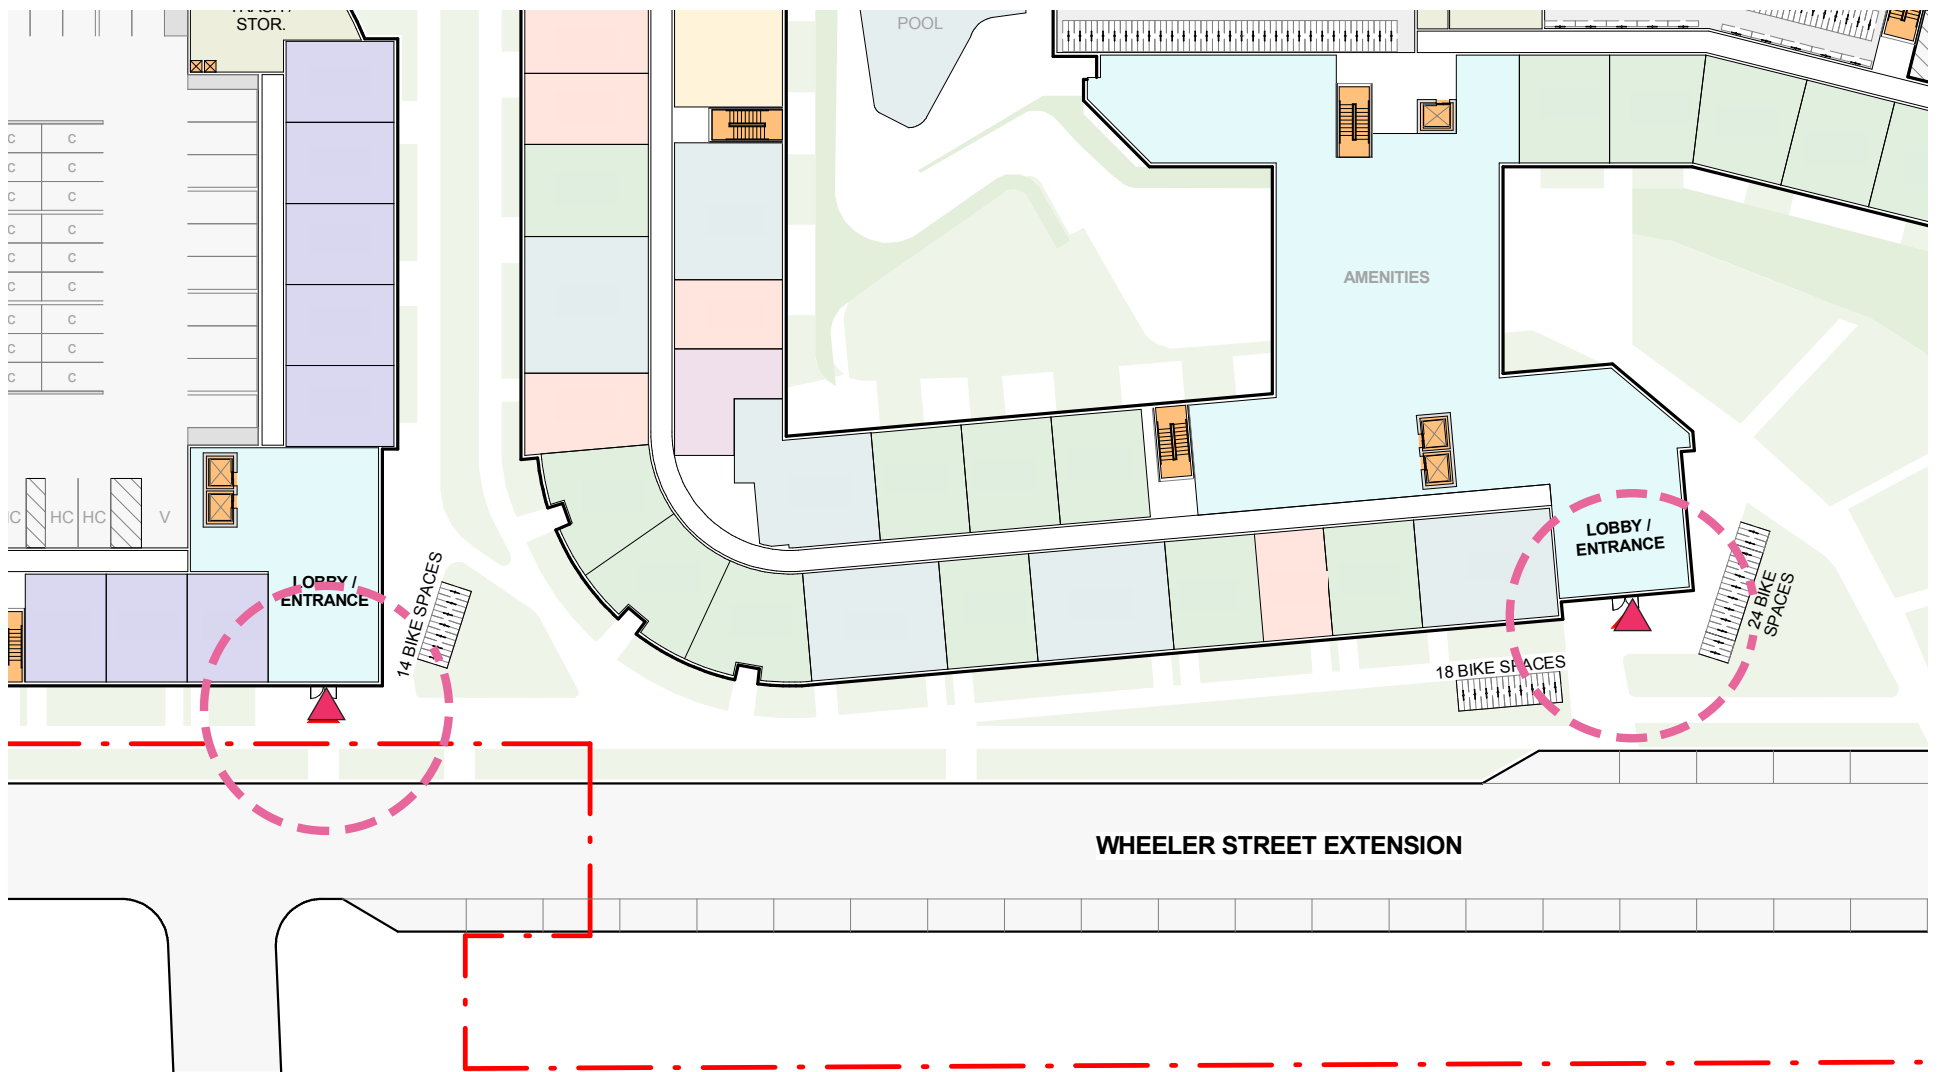 TRASH /
STOR.
POOL
AMENITIES
C C
C C
C C
C C
C C
C C
C C
C C
C C
HC HC V
LOBBY /
ENTRANCE
14 BIKE SPACES
LOBBY /
ENTRANCE
24 BIKE
SPACES
18 BIKE SPACES
WHEELER STREET EXTENSION